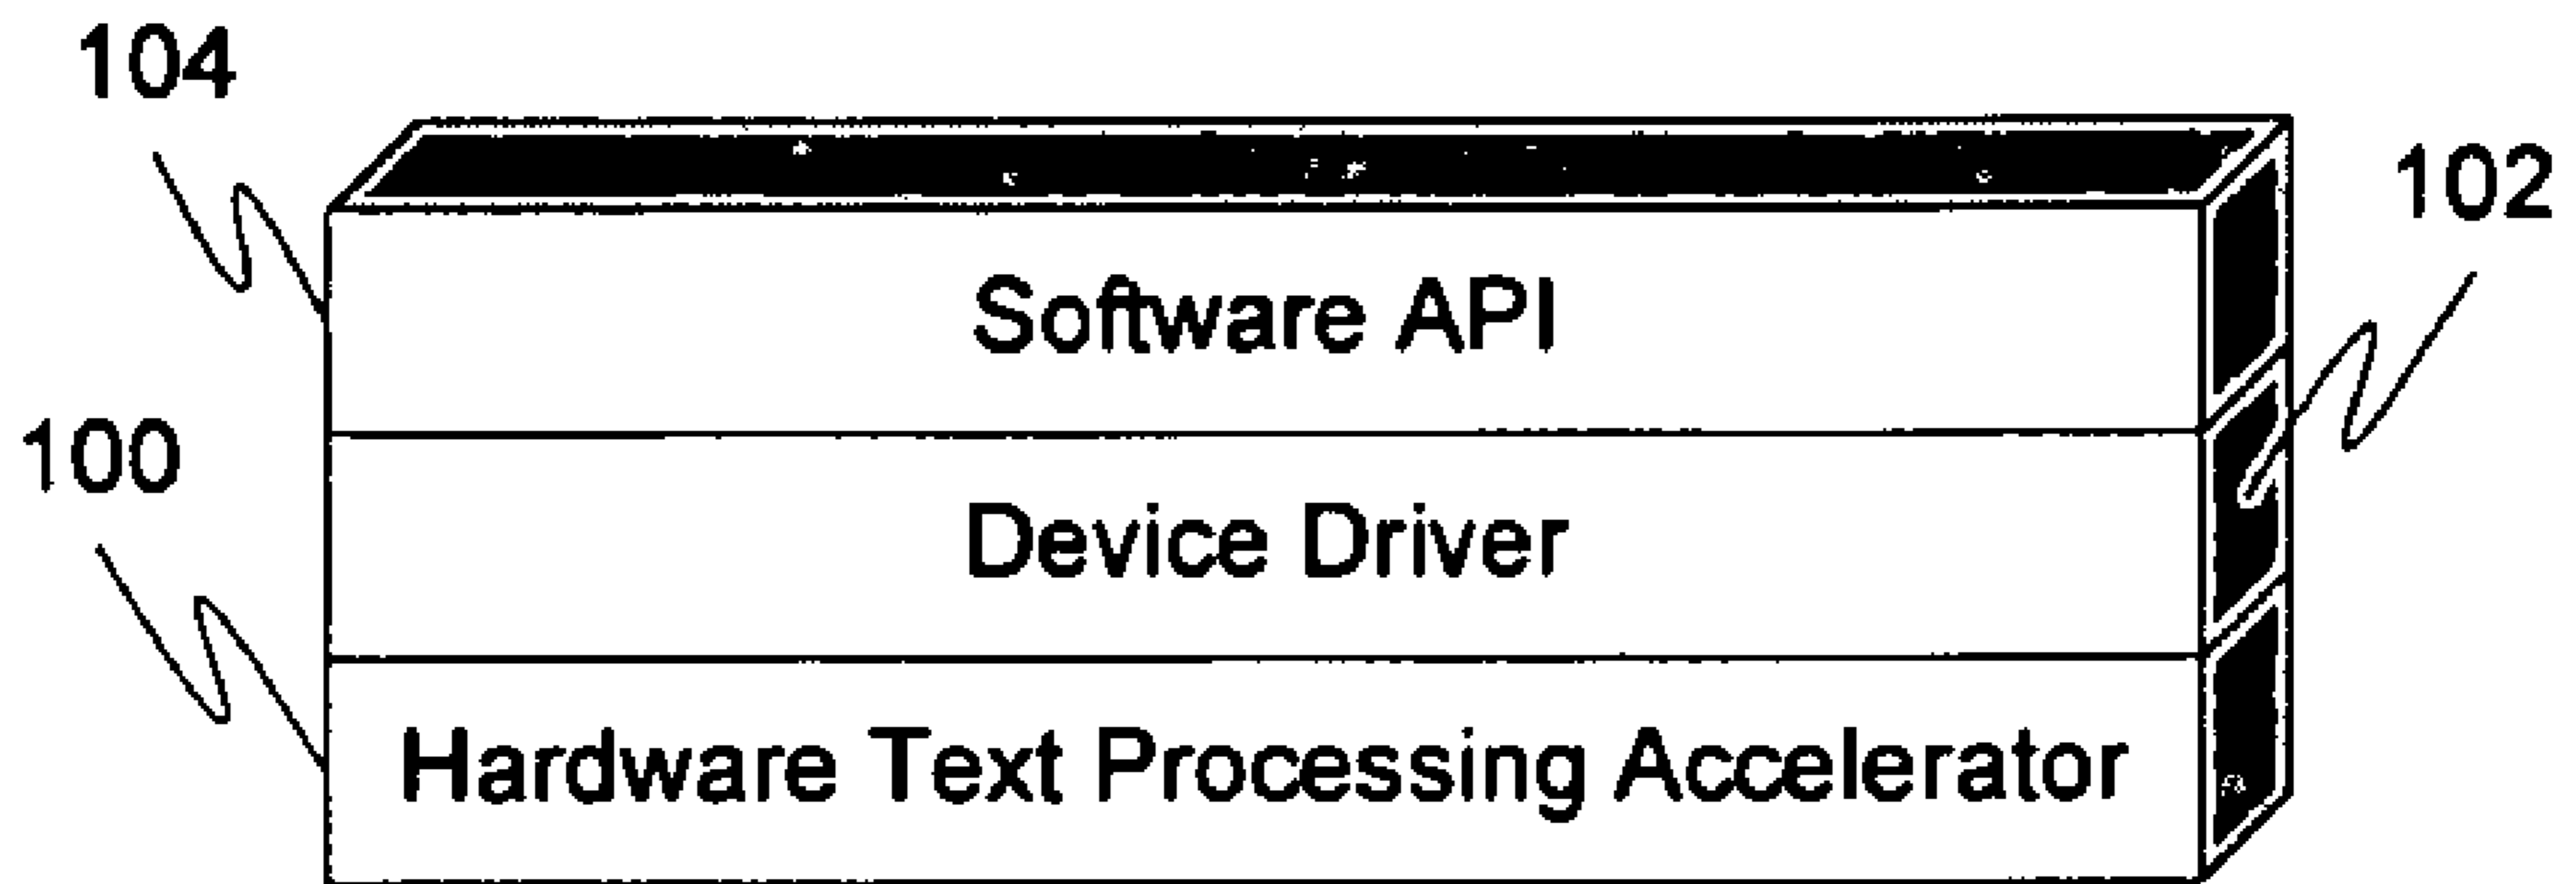 104
102
Software API
100
Device Driver
Hardware Text Processing Accelerator